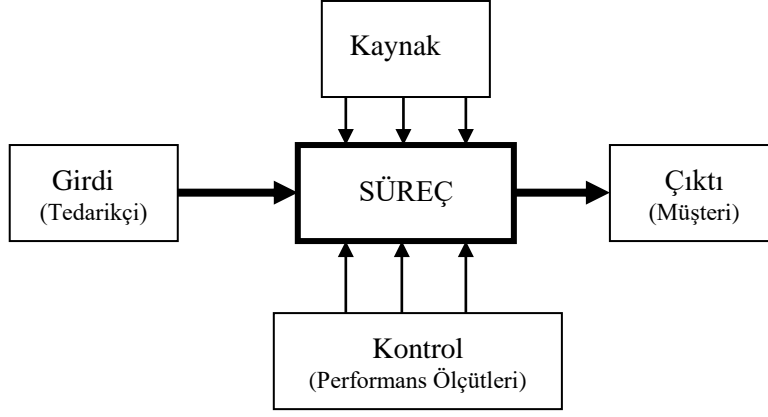 Kaynak
Girdi
(Tedarikçi)
SÜREÇ
Çıktı
(Müşteri)
Kontrol
(Performans Ölçütleri)